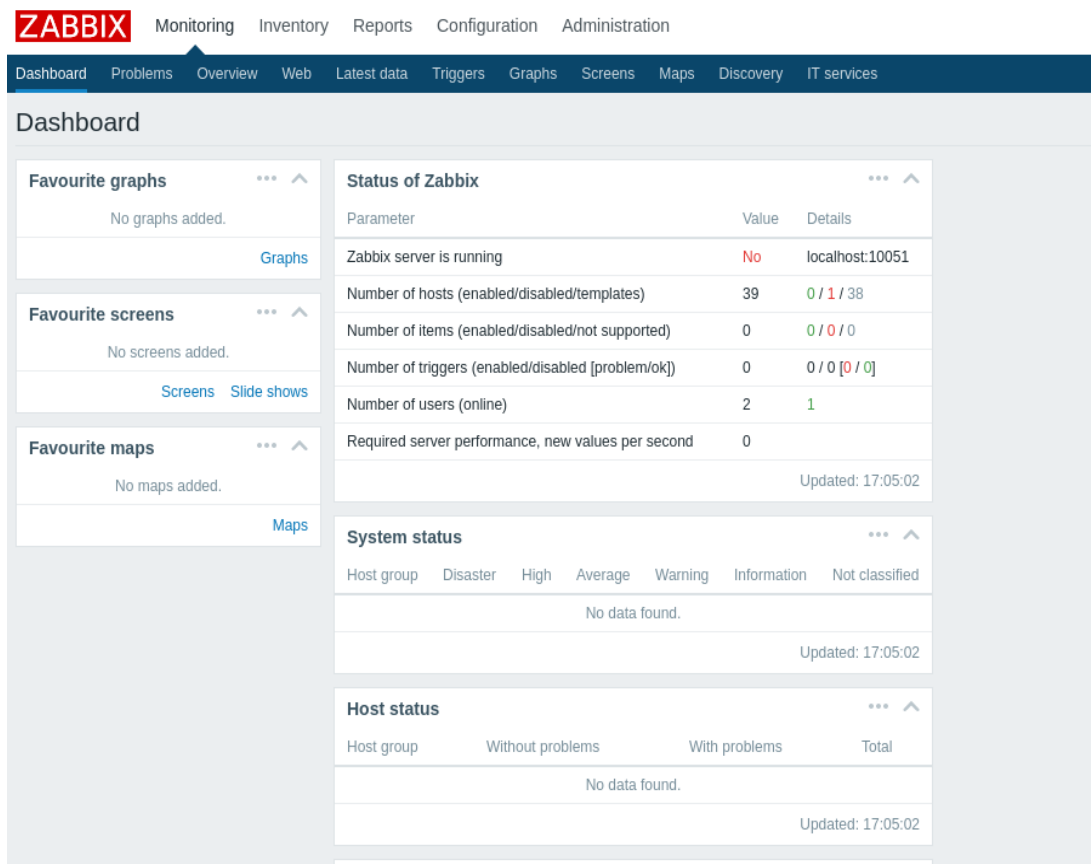 ZABBIX Monitoring Inventory Reports Configuration Administration
Dashboard Problems Overview Web Latest data Triggers Graphs Screens Maps Discovery IT services
Dashboard
Favourite graphs
No graphs added.
Graphs
Favourite screens
No screens added.
Screens Slide shows
Favourite maps
No maps added.
Maps
Status of Zabbix
Parameter Value Details
Zabbix server is running No localhost:10051
Number of hosts (enabled/disabled/templates) 39 0 / 1 / 38
Number of items (enabled/disabled/not supported) 0 0 / 0 / 0
Number of triggers (enabled/disabled [problem/ok]) 0 0 / 0 [0 / 0]
Number of users (online) 2 1
Required server performance, new values per second 0
Updated: 17:05:02
System status
Host group Disaster High Average Warning Information Not classified
No data found.
Updated: 17:05:02
Host status
Host group Without problems With problems Total
No data found.
Updated: 17:05:02